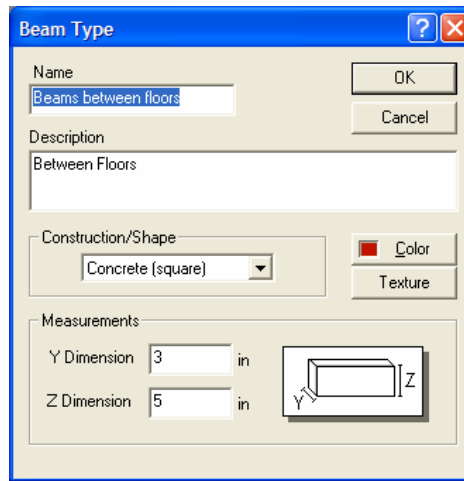 Beam Type
Name
Beams between floors
OK
Cancel
Description
Between Floors
Construction/Shape
Concrete (square)
Color
Texture
Measurements
Y Dimension 3 in
Z Dimension 5 in
Y
Z